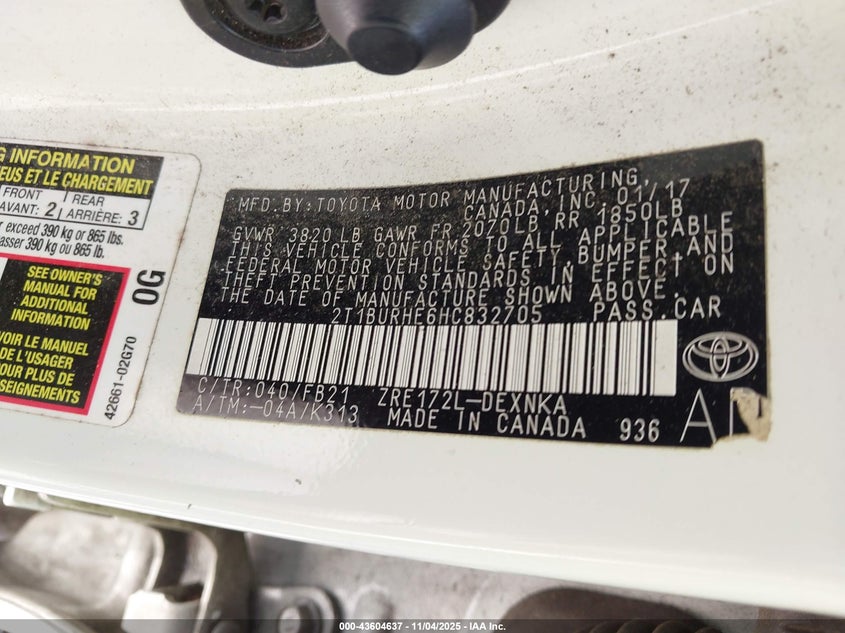 G INFORMATION
EUS ET LE CHARGEMENT
FRONT
AVANT: 2
REAR
ARRIÈRE: 3
exceed 390 kg or 865 lbs.
asser 390 kg ou 865 lb.
SEE OWNER'S
MANUAL FOR
ADDITIONAL
INFORMATION
OIR LE MANUEL
DE L'USAGER
POUR PLUS DE
SEIGNEMENTS
0G
42661-02G70
MFD.BY:TOYOTA MOTOR MANUFACTURING,
CANADA, INC. 01/17
GVWR 3820 LB GAWR FR 2070LB RR 1850LB
THIS VEHICLE CONFORMS TO ALL APPLICABLE
FEDERAL MOTOR VEHICLE SAFETY, BUMPER, AND
THEFT PREVENTION STANDARDS IN EFFECT ON
THE DATE OF MANUFACTURE SHOWN ABOVE.
2T1BURHE6HC832705 PASS.CAR
C/TR:040/FB21 ZRE172L-DEXNKA
A/TM:-04A/K313 MADE IN CANADA 936
000-43604637 - 11/04/2025 - IAA Inc.